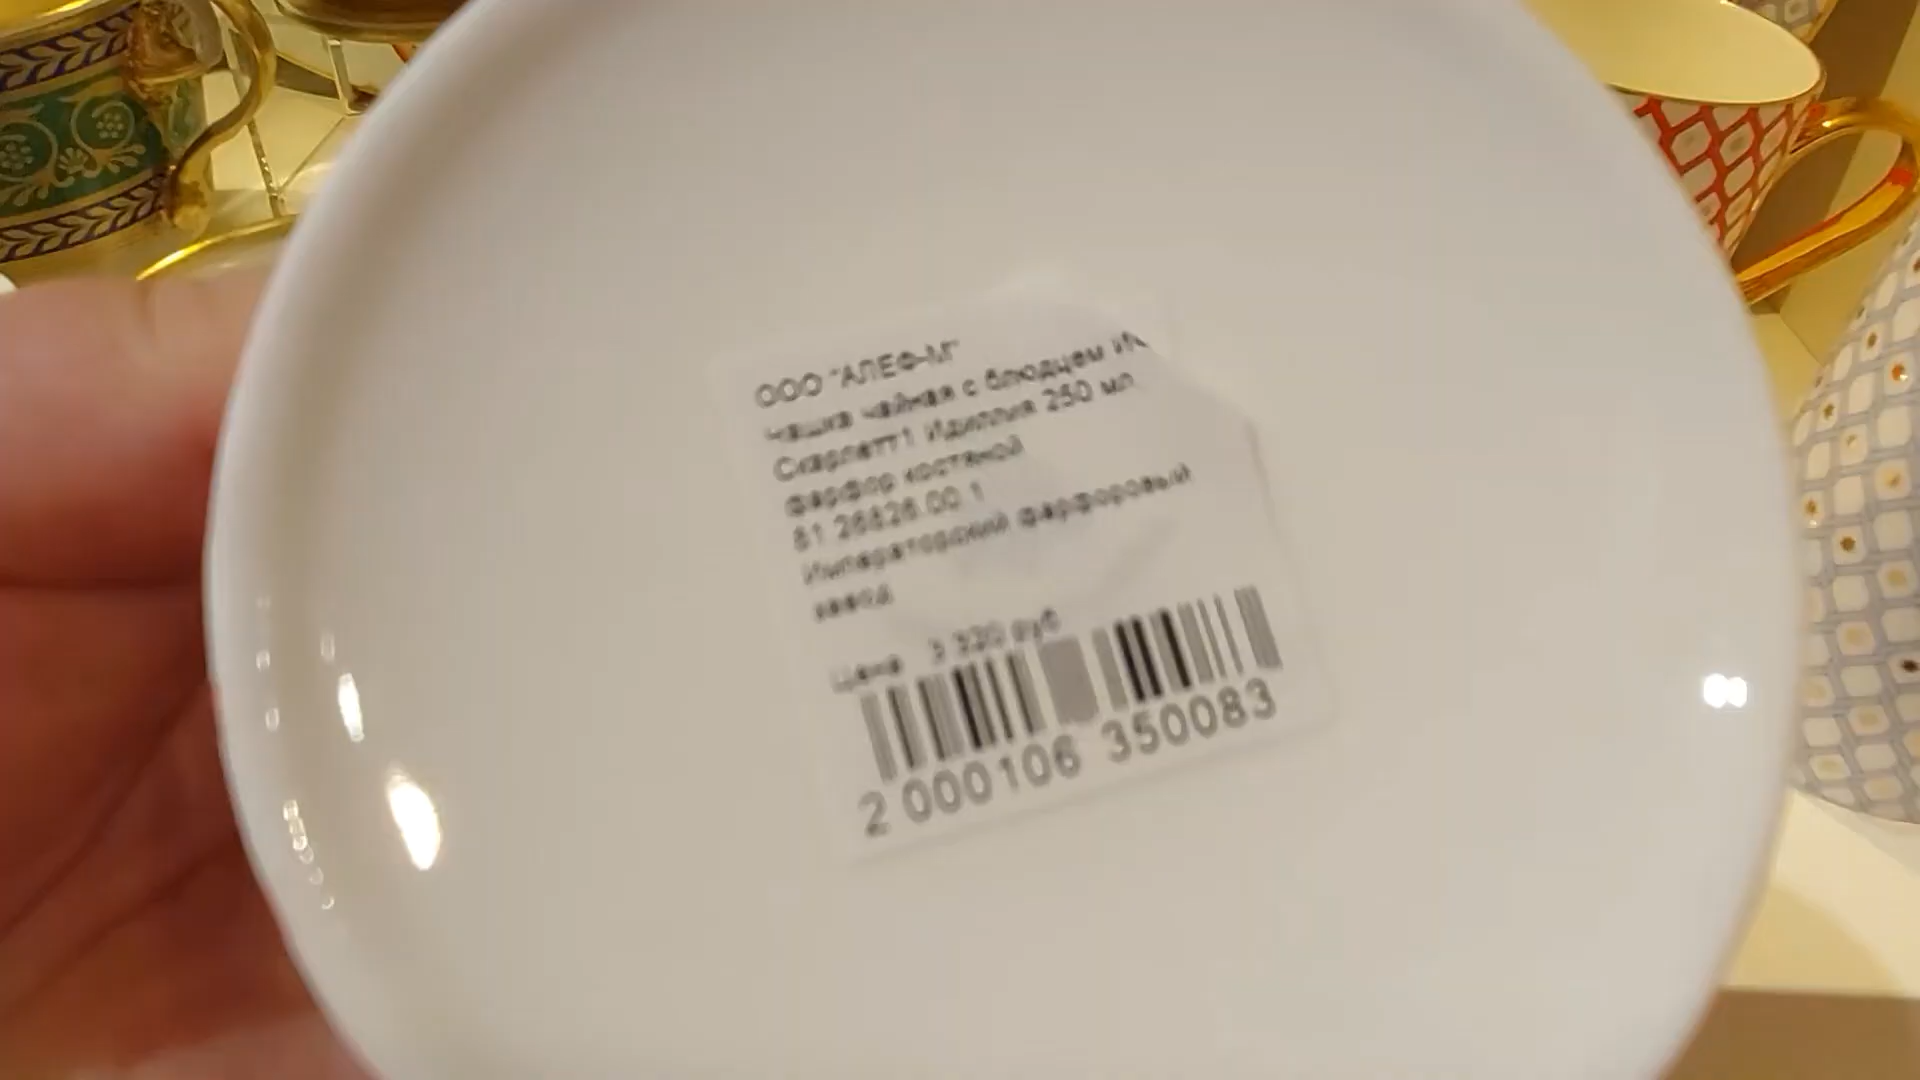 ООО "АЛЕФ-М"
Чашка чайная с блюдцем
Скарлетт1 Идиллия 250 мл
фарфор костяной
81.26826.00.1
Императорский фарфоровый
завод
Цена руб
2 000106 350083